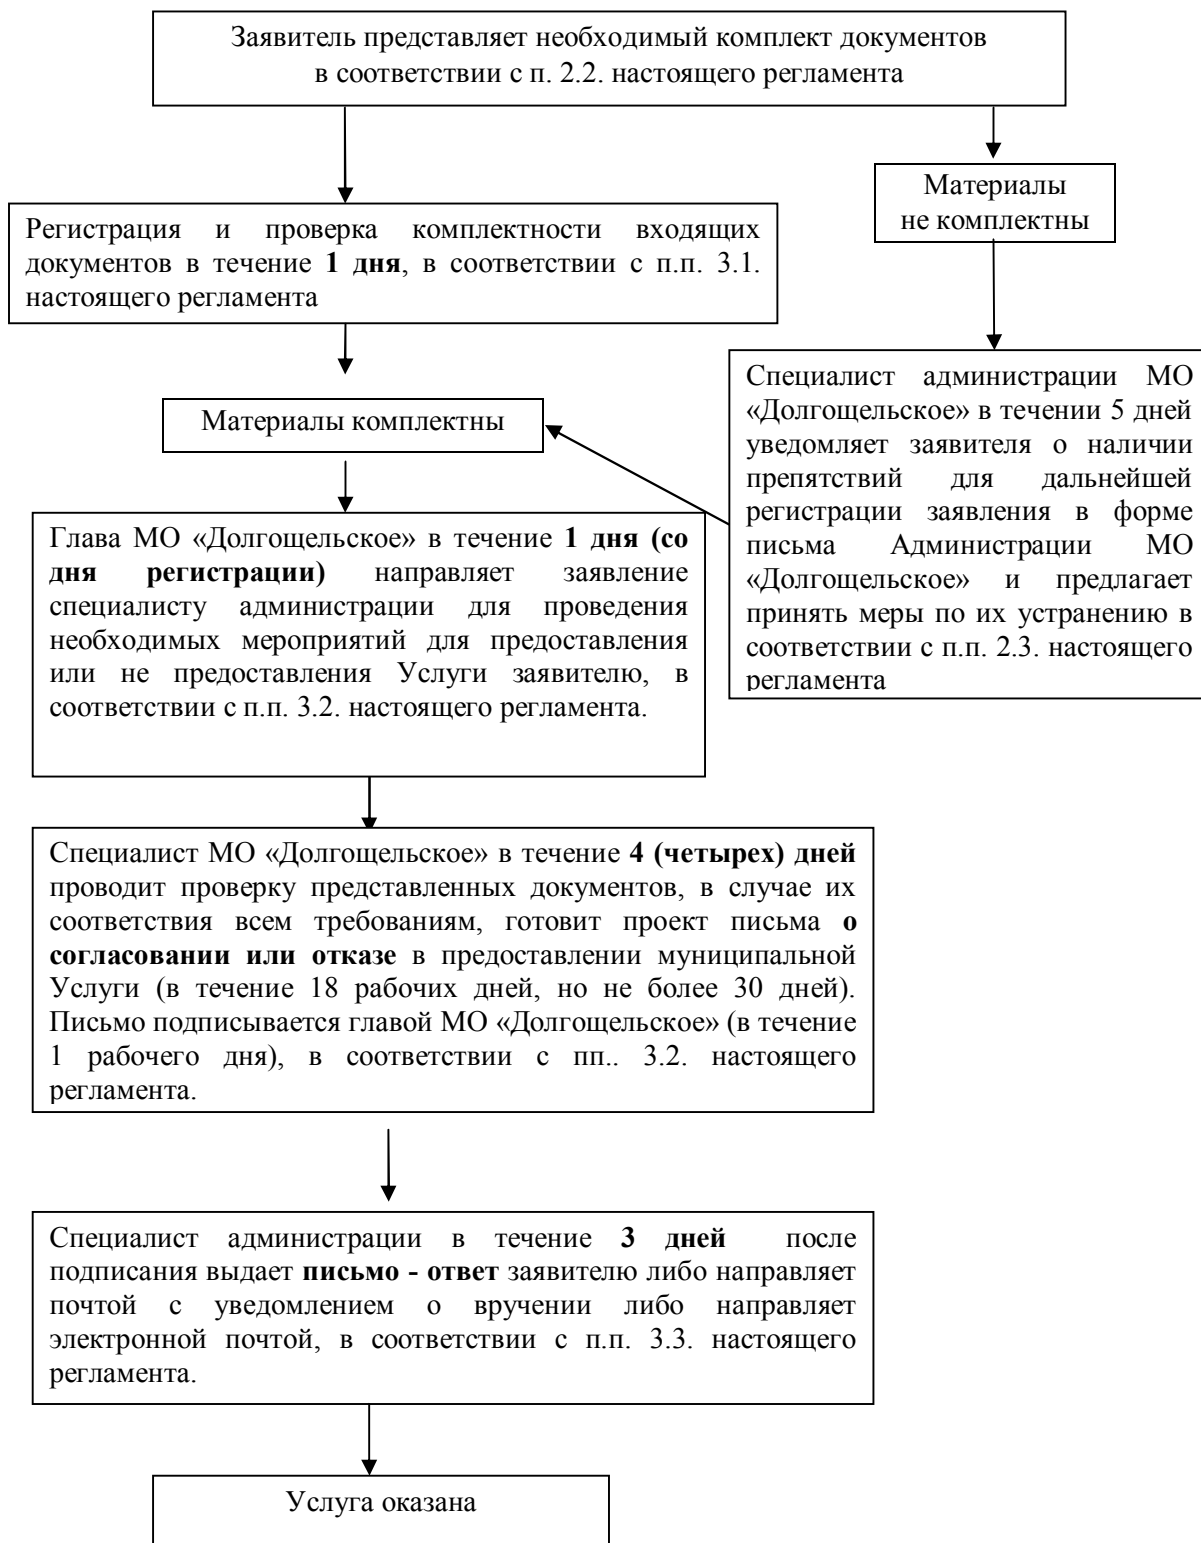 Заявитель представляет необходимый комплект документов
в соответствии с п. 2.2. настоящего регламента
Материалы
не комплектны
Регистрация и проверка комплектности входящих
документов в течение 1 дня, в соответствии с п.п. 3.1.
настоящего регламента
Специалист администрации МО
«Долгощельское» в течении 5 дней
уведомляет заявителя о наличии
препятствий для дальнейшей
регистрации заявления в форме
письма Администрации МО
«Долгощельское» и предлагает
принять меры по их устранению в
соответствии с п.п. 2.3. настоящего
регламента
Материалы комплектны
Глава МО «Долгощельское» в течение 1 дня (со
дня регистрации) направляет заявление
специалисту администрации для проведения
необходимых мероприятий для предоставления
или не предоставления Услуги заявителю, в
соответствии с п.п. 3.2. настоящего регламента.
Специалист МО «Долгощельское» в течение 4 (четырех) дней
проводит проверку представленных документов, в случае их
соответствия всем требованиям, готовит проект письма о
согласовании или отказе в предоставлении муниципальной
Услуги (в течение 18 рабочих дней, но не более 30 дней).
Письмо подписывается главой МО «Долгощельское» (в течение
1 рабочего дня), в соответствии с пп.. 3.2. настоящего
регламента.
Специалист администрации в течение 3 дней после
подписания выдает письмо - ответ заявителю либо направляет
почтой с уведомлением о вручении либо направляет
электронной почтой, в соответствии с п.п. 3.3. настоящего
регламента.
Услуга оказана